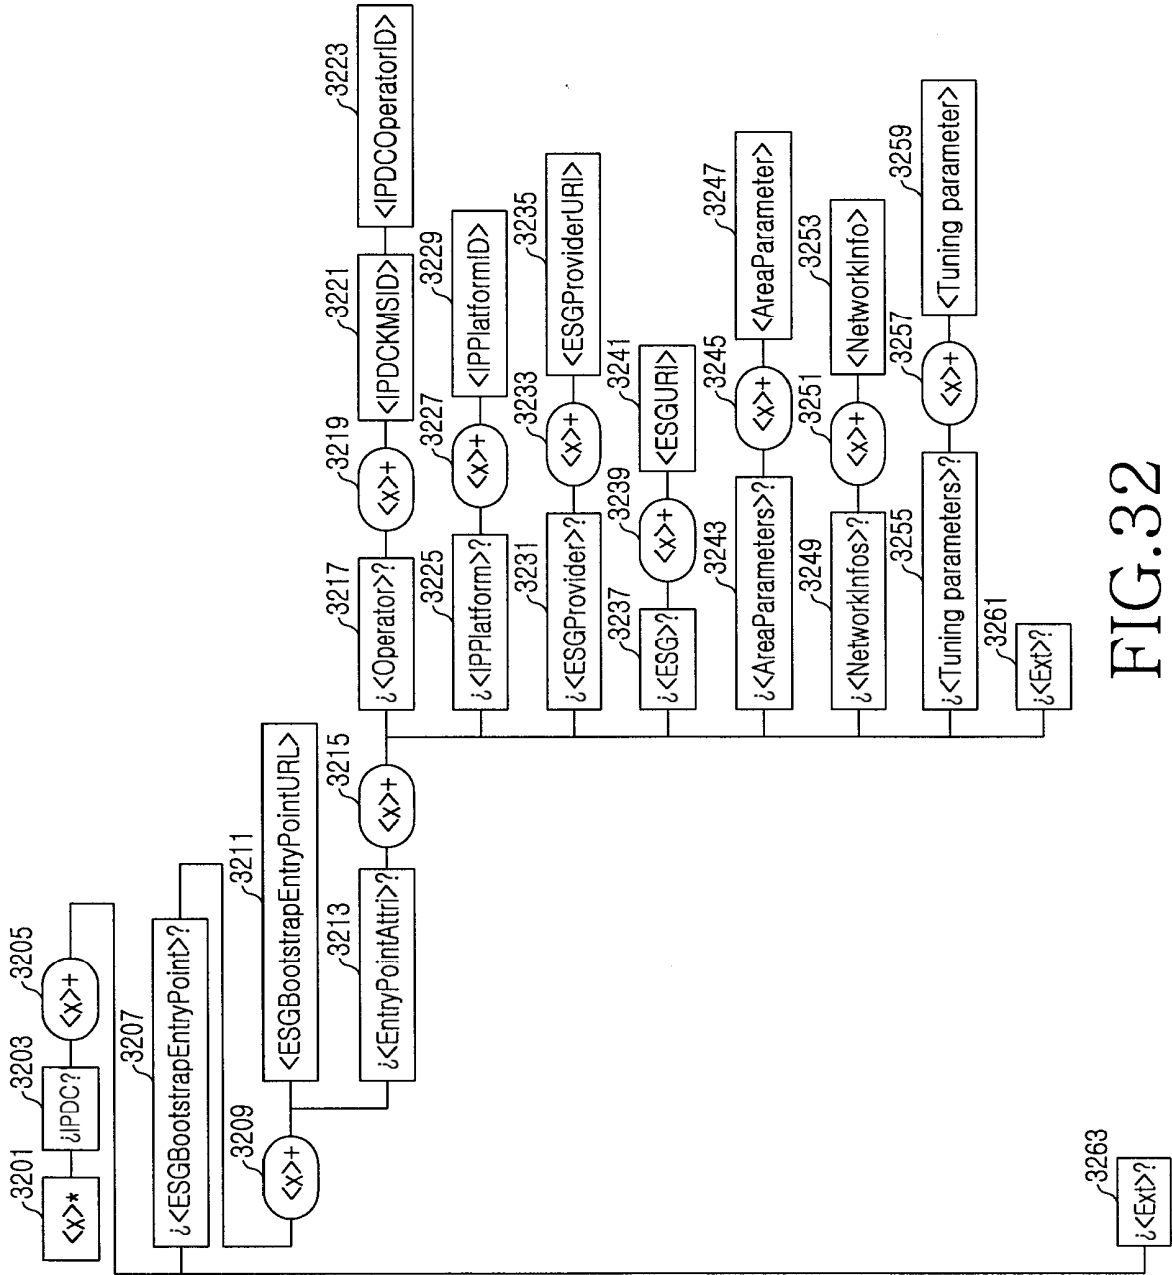 3201
<x>*
3203
¿IPDC?
3205
<x>+
3207
¿<ESGBootstrapEntryPoint>?
3209
<x>+
3211
<ESGBootstrapEntryPointURL>
3213
¿<EntryPointAttri>?
3215
<x>+
3217
¿<Operator>?
3219
<x>+
3221
<IPDCKMSID>
3223
<IPDCOperatorID>
3225
¿<IPPlatform>?
3227
<x>+
3229
<IPPlatformID>
3231
¿<ESGProvider>?
3233
<x>+
3235
<ESGProviderURI>
3237
¿<ESG>?
3239
<x>+
3241
<ESGURI>
3243
¿<AreaParameters>?
3245
<x>+
3247
<AreaParameter>
3249
¿<NetworkInfos>?
3251
<x>+
3253
<NetworkInfo>
3255
¿<Tuning parameters>?
3257
<x>+
3259
<Tuning parameter>
3261
¿<Ext>?
3263
¿<Ext>?
FIG.32